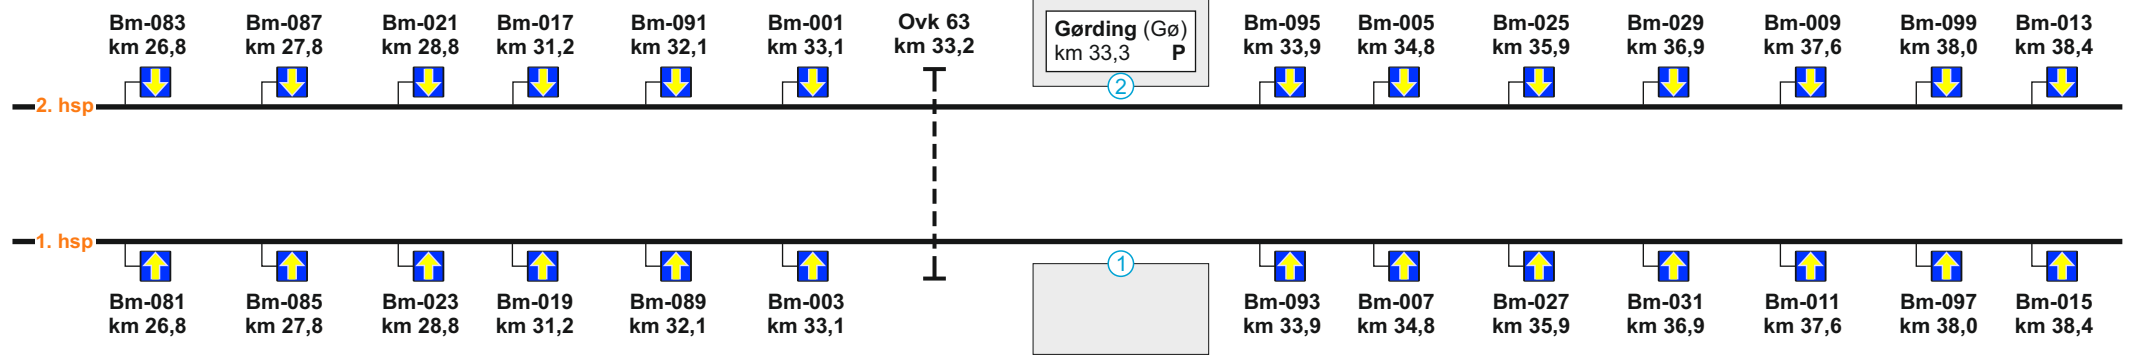 Bm-083 Bm-087 Bm-021 Bm-017 Bm-091 Bm-001 Ovk 63 Gørding (Gø) Bm-095 Bm-005 Bm-025 Bm-029 Bm-009 Bm-099 Bm-013
km 26,8 km 27,8 km 28,8 km 31,2 km 32,1 km 33,1 km 33,2 km 33,3 P km 33,9 km 34,8 km 35,9 km 36,9 km 37,6 km 38,0 km 38,4
2
2. hsp
1. hsp
1
Bm-081 Bm-085 Bm-023 Bm-019 Bm-089 Bm-003 Bm-093 Bm-007 Bm-027 Bm-031 Bm-011 Bm-097 Bm-015
km 26,8 km 27,8 km 28,8 km 31,2 km 32,1 km 33,1 km 33,9 km 34,8 km 35,9 km 36,9 km 37,6 km 38,0 km 38,4